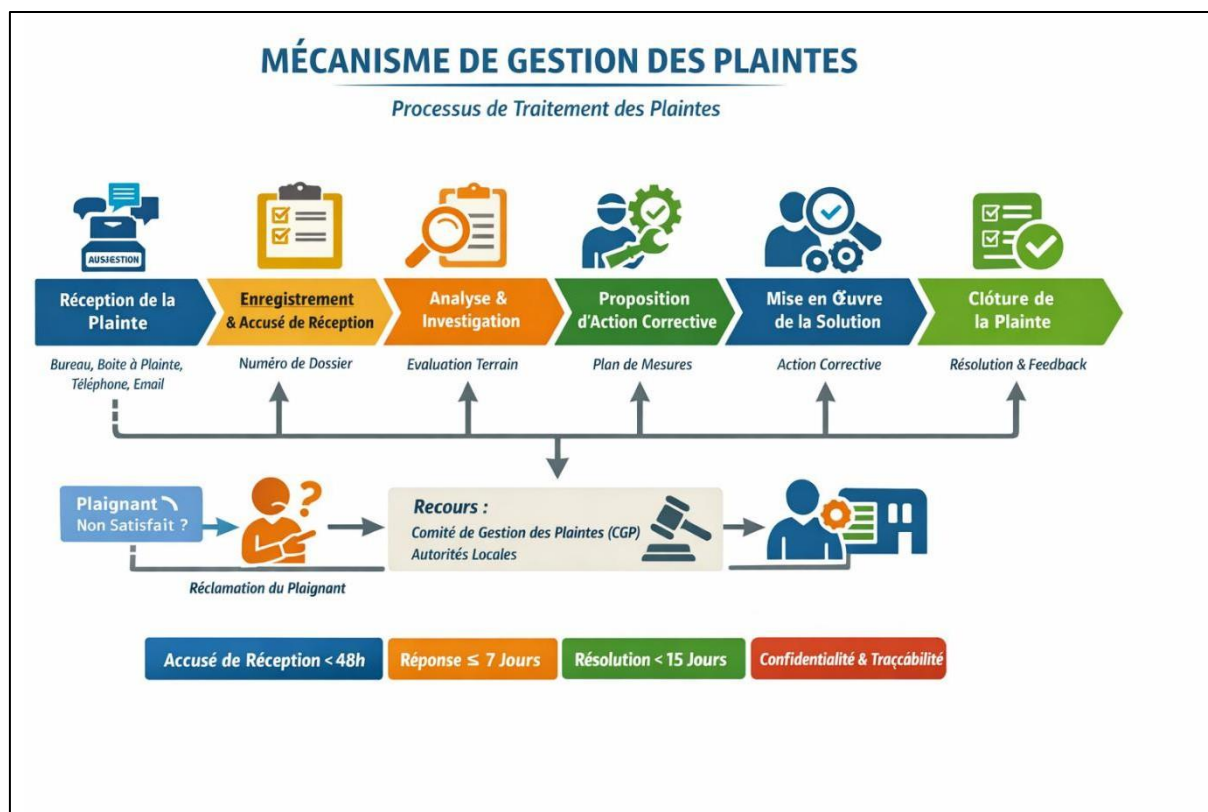 MÉCANISME DE GESTION DES PLAINTES
Processus de Traitement des Plaintes
AUSJESTION
Réception de la
Plainte
Enregistrement
& Accusé de Réception
Analyse &
Investigation
Proposition
d'Action Corrective
Mise en Œuvre
de la Solution
Clóture de
la Plainte
Bureau, Boite à Plainte,
Téléphone, Email
Numéro de Dossier
Evaluation Terrain
Plan de Mesures
Action Corrective
Résolution & Feedback
Plaignant
Non Satisfait ?
?
Recours :
Comité de Gestion des Plaintes (CGP)
Autorités Locales
Réclamation du Plaignant
Accusé de Réception < 48h
Réponse ≤ 7 Jours
Résolution < 15 Jours
Confidentialité & Traçcábilité